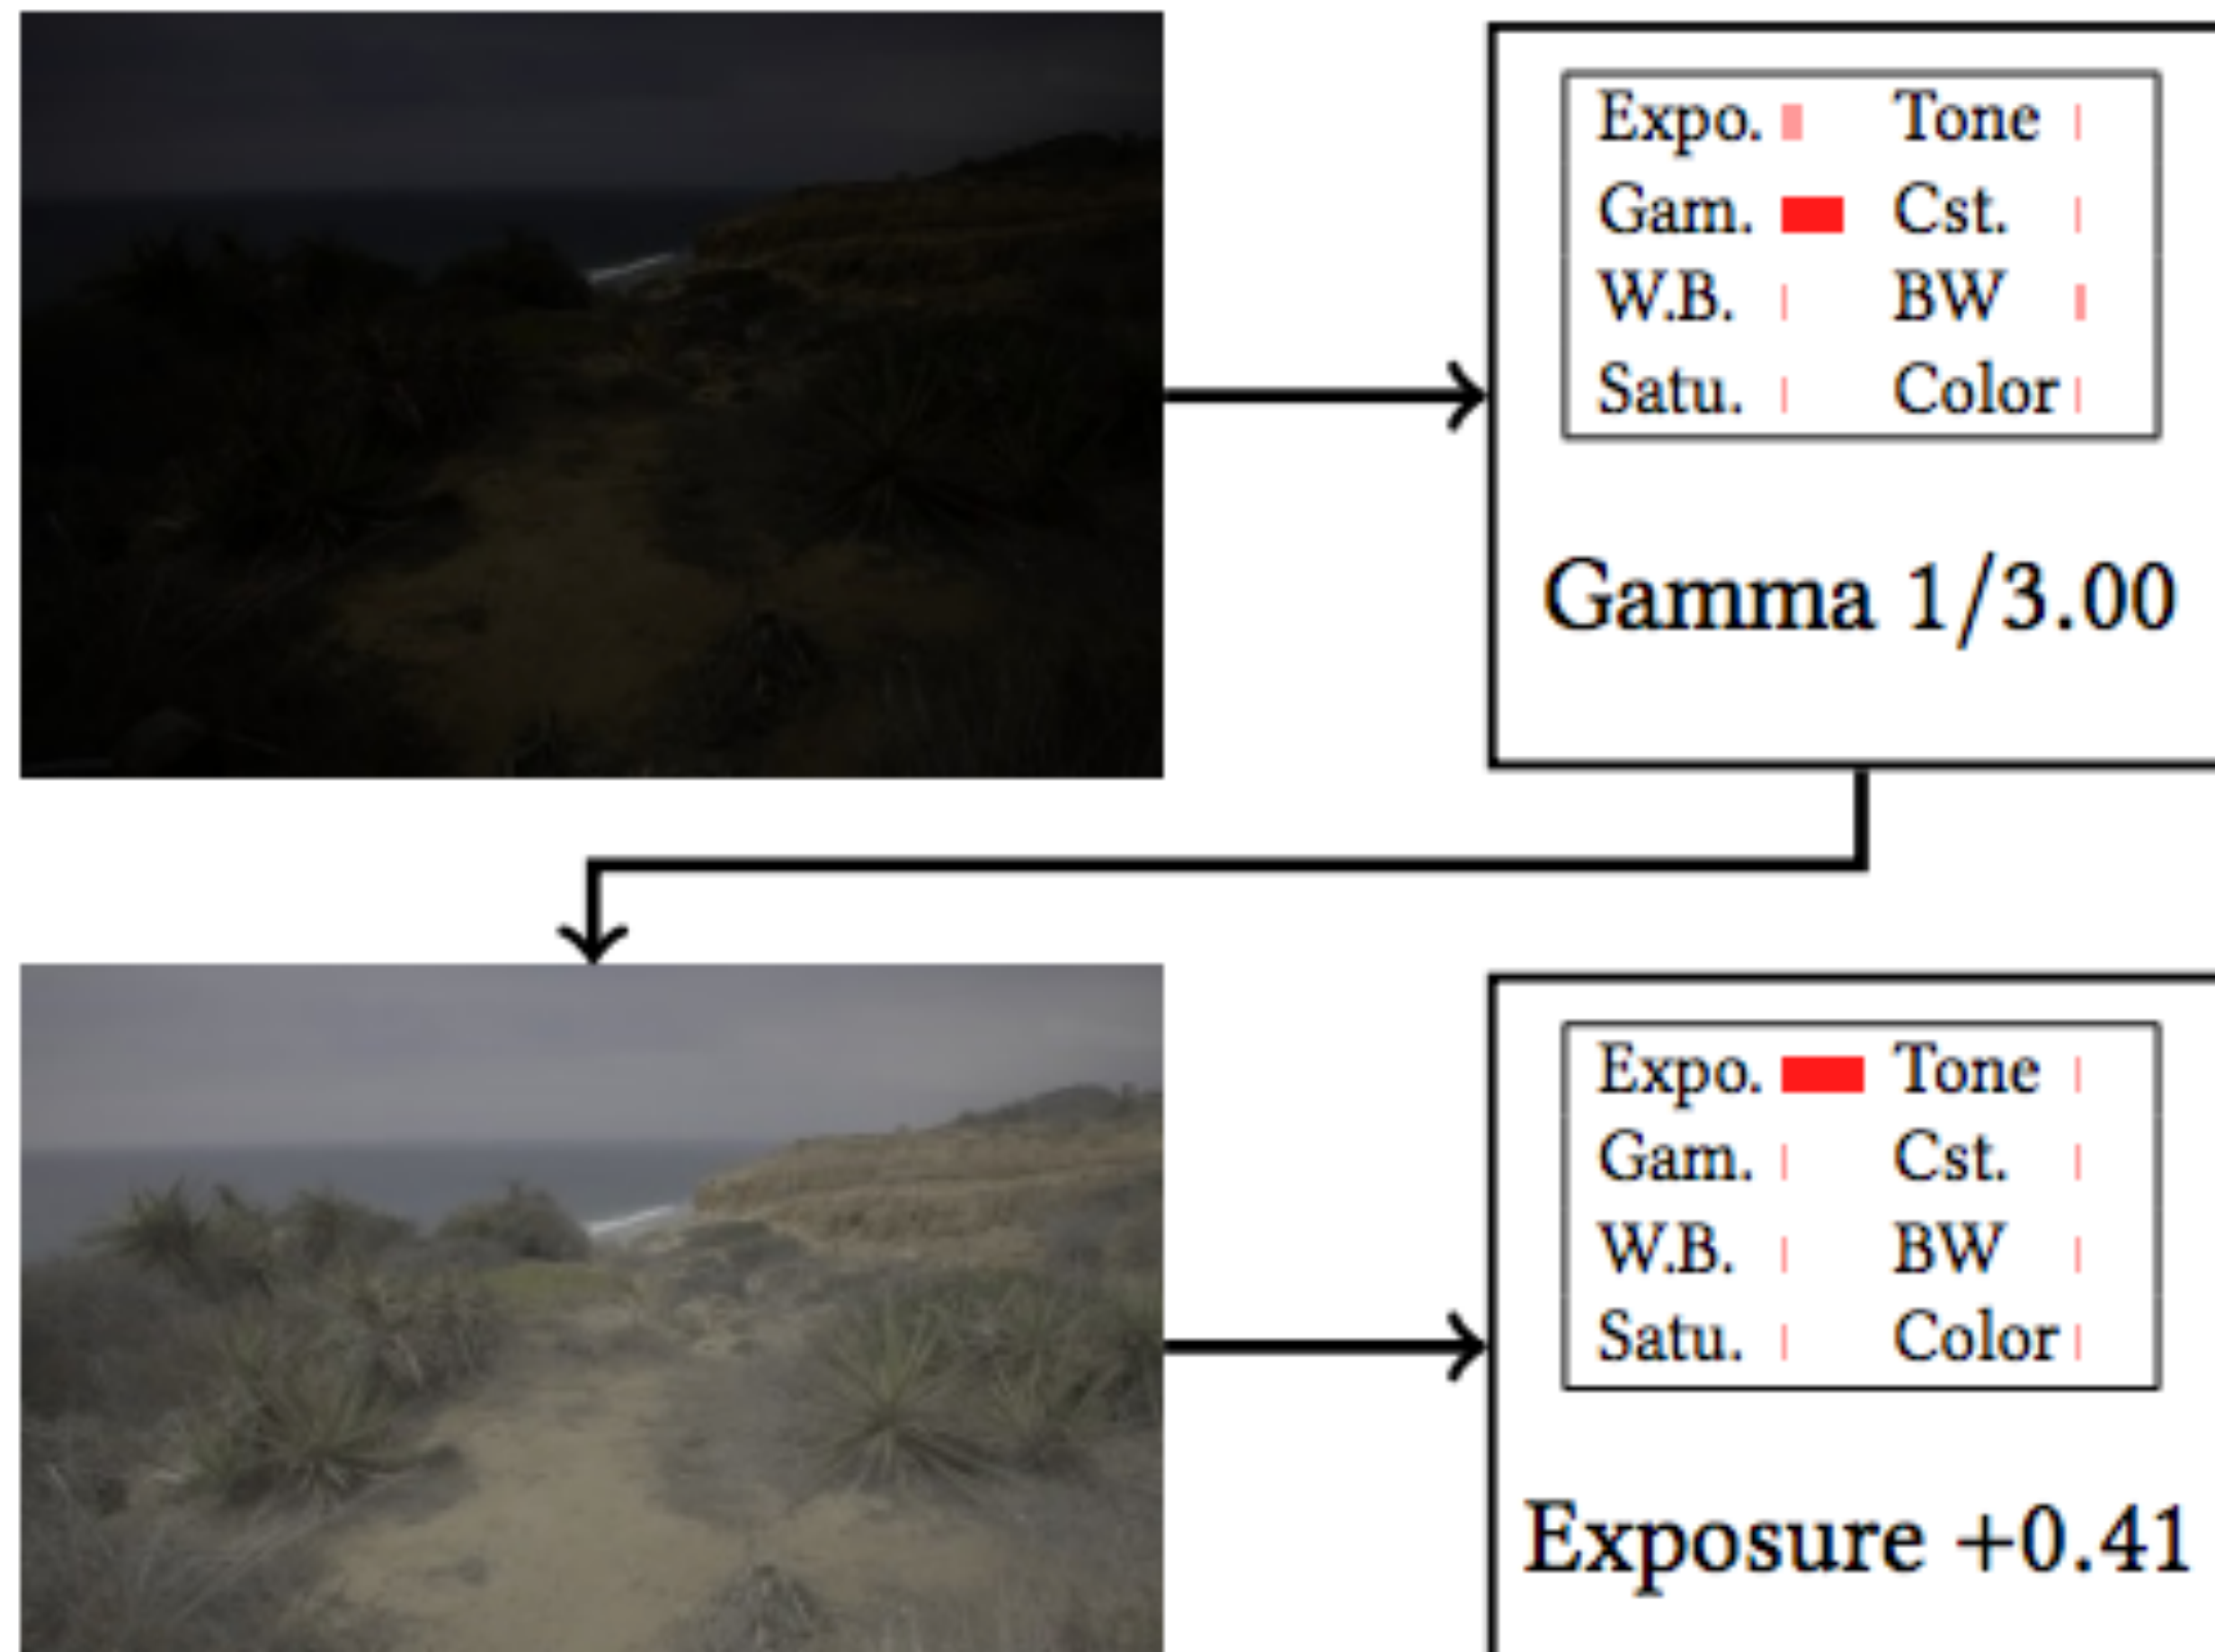 Expo. Tone
Gam. Cst.
W.B. BW
Satu. Color
Gamma 1/3.00
Expo. Tone
Gam. Cst.
W.B. BW
Satu. Color
Exposure +0.41